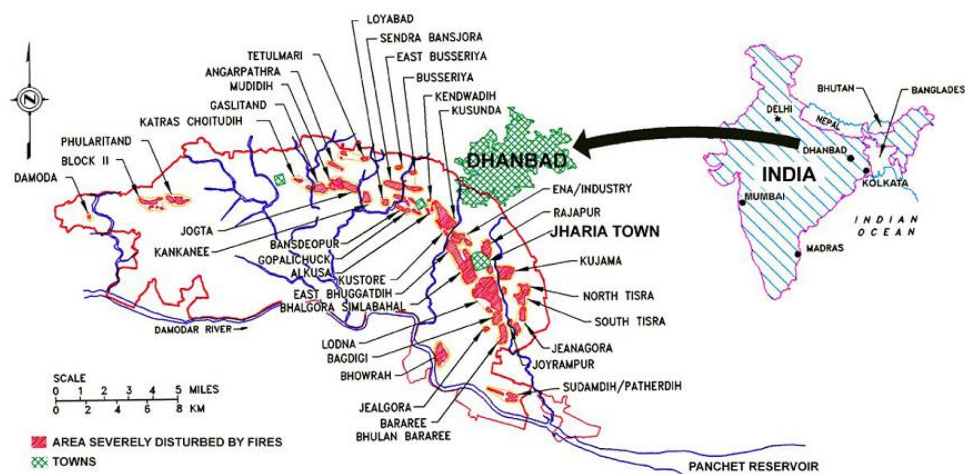 LOYABAD
SENDRA BANSJORA
EAST BUSSERIYA
BUSSERIYA
KENDWADIH
KUSUNDA
TETULMARI
ANGARPATHRA
MUDIDIH
GASLITAND
KATRAS CHOITUDIH
PHULARITAND
BLOCK II
DAMODA
N
DHANBAD
ENA/INDUSTRY
RAJAPUR
JHARIA TOWN
KUJAMA
NORTH TISRA
SOUTH TISRA
JEANAGORA
JOYRAMPUR
SUDAMDIH/PATHERDIH
JOGTA
KANKANEE
BANSDEOPUR
GOPALICHUCK
ALKUSA
KUSTORE
EAST BHUGGATDIH
BHALGORA SIMLABAHAL
LODNA
BAGDIGI
BHOWRAH
JEALGORA
BARAREE
BHULAN BARAREE
DAMODAR RIVER
PANCHET RESERVOIR
SCALE
0 1 2 3 4 5 MILES
0 2 4 6 8 KM
AREA SEVERELY DISTURBED BY FIRES
TOWNS
DELHI
NEPAL
BHUTAN
BANGLADES
DHANBAD
INDIA
KOLKATA
MUMBAI
INDIAN
OCEAN
MADRAS